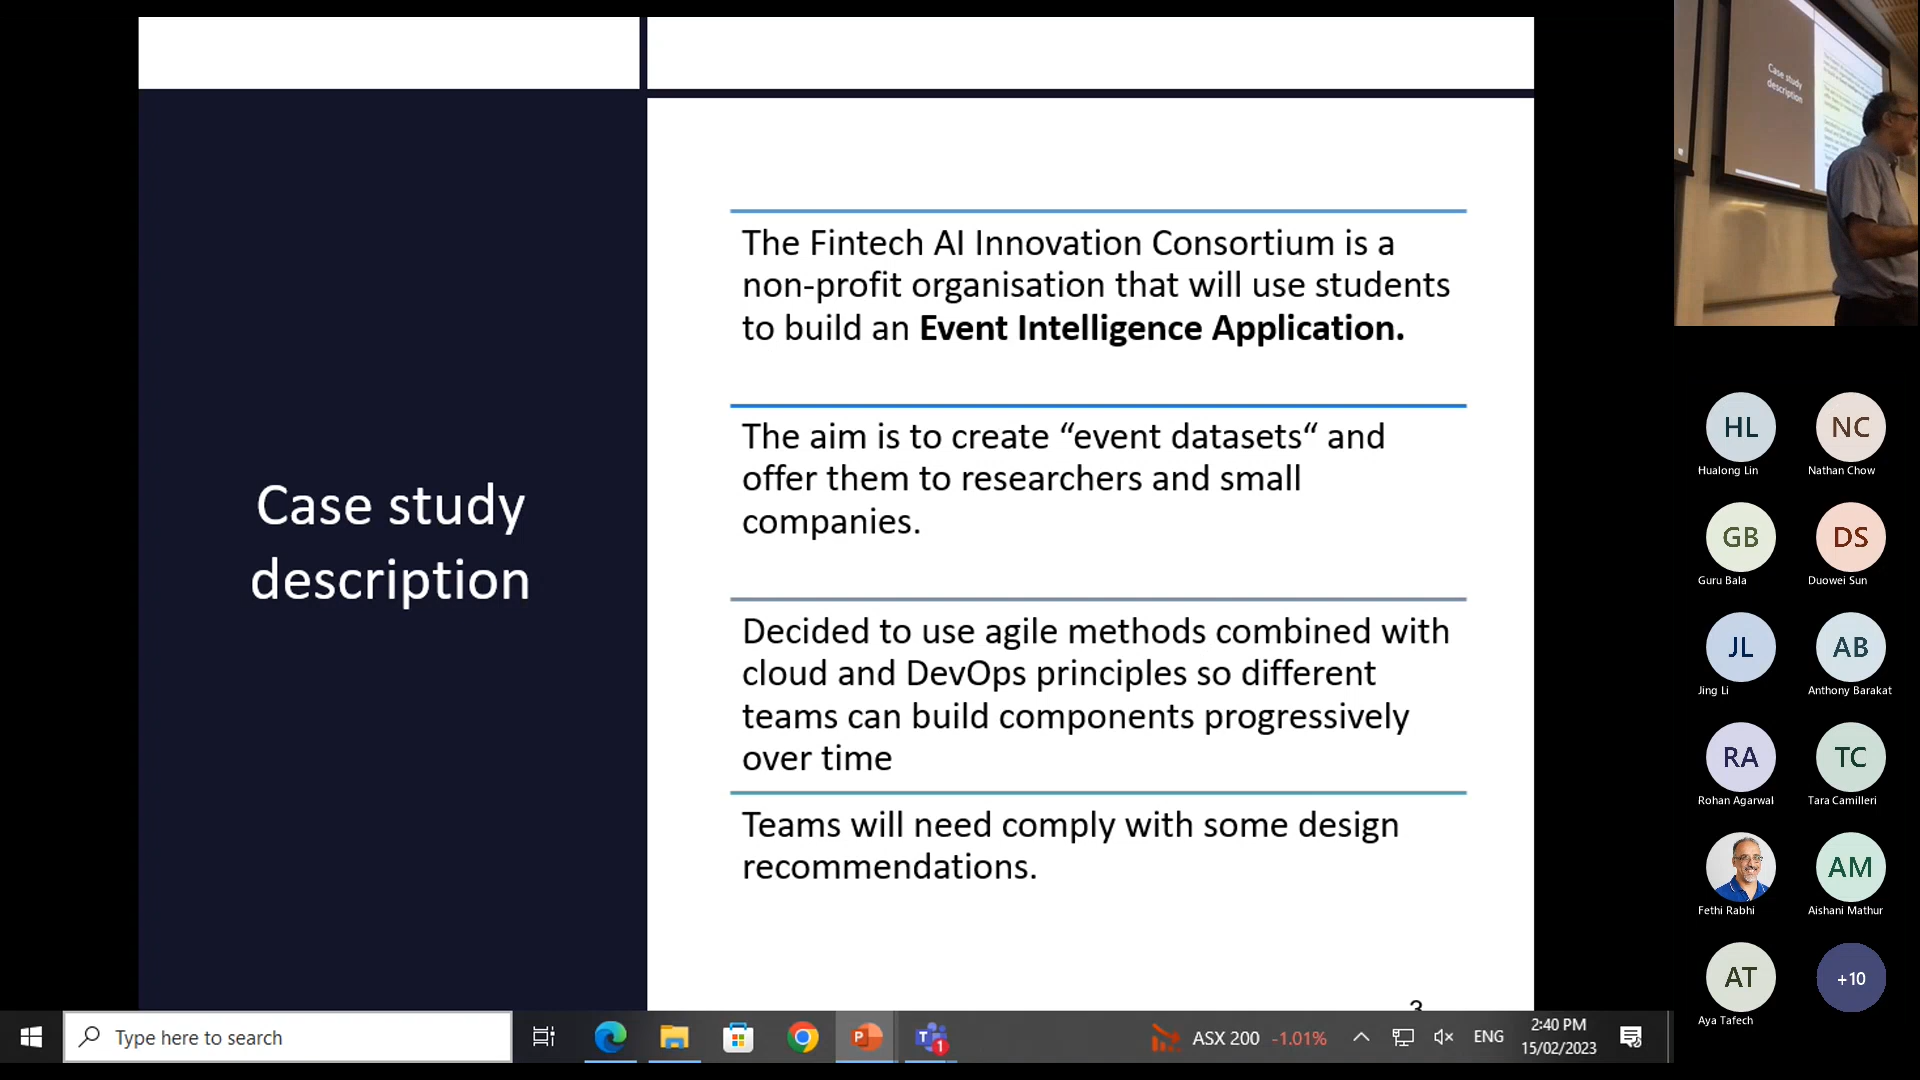 Case study
description
The Fintech AI Innovation Consortium is a
non-profit organisation that will use students
to build an Event Intelligence Application.
The aim is to create “event datasets“ and
offer them to researchers and small
companies.
Decided to use agile methods combined with
cloud and DevOps principles so different
teams can build components progressively
over time
Teams will need comply with some design
recommendations.
3
Case study
description
HL
Hualong Lin
NC
Nathan Chow
GB
Guru Bala
DS
Duowei Sun
JL
Jing Li
AB
Anthony Barakat
RA
Rohan Agarwal
TC
Tara Camilleri
Fethi Rabhi
AM
Aishani Mathur
AT
Aya Tafech
+10
Type here to search
P
T
1
ASX 200 -1.01%
ENG
2:40 PM
15/02/2023